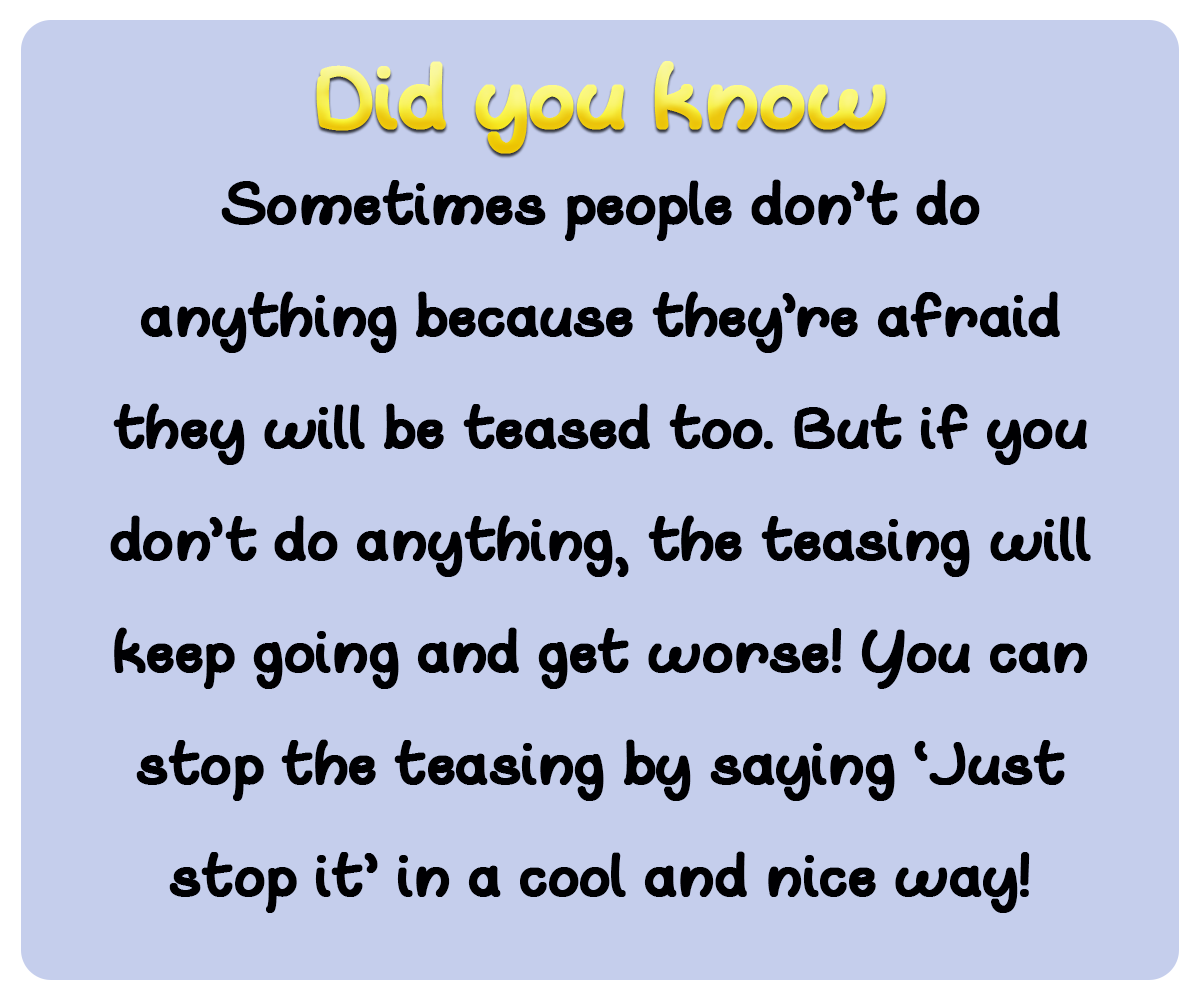 Did you know
Sometimes people don’t do
anything because they’re afraid
they will be teased too. But if you
don’t do anything, the teasing will
keep going and get worse! You can
stop the teasing by saying ‘Just
stop it’ in a cool and nice way!